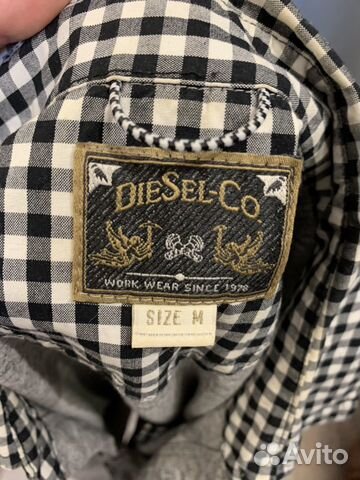 DIESEL-CO
WORK WEAR SINCE 1978
SIZE M
Avito